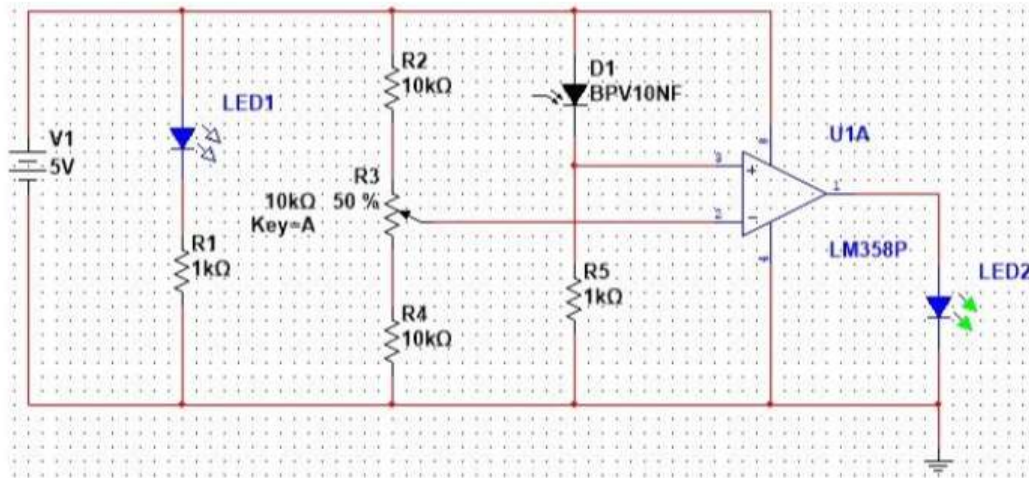 V1
5V
LED1
R1
1kΩ
R2
10kΩ
R3
10kΩ 50 %
Key=A
R4
10kΩ
D1
BPV10NF
R5
1kΩ
U1A
8
3
+
1
2
−
4
LM358P
LED2